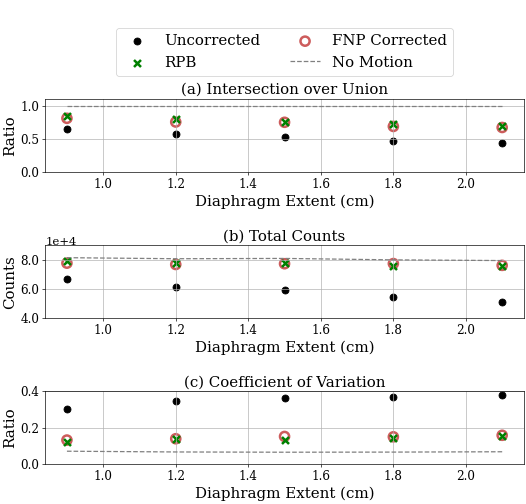 Uncorrected
FNP Corrected
RPB
No Motion
(a) Intersection over Union
Ratio
1.0
0.5
0.0
1.0 1.2 1.4 1.6 1.8 2.0
Diaphragm Extent (cm)
(b) Total Counts
1e+4
Counts
8.0
6.0
4.0
1.0 1.2 1.4 1.6 1.8 2.0
Diaphragm Extent (cm)
(c) Coefficient of Variation
Ratio
0.4
0.2
0.0
1.0 1.2 1.4 1.6 1.8 2.0
Diaphragm Extent (cm)